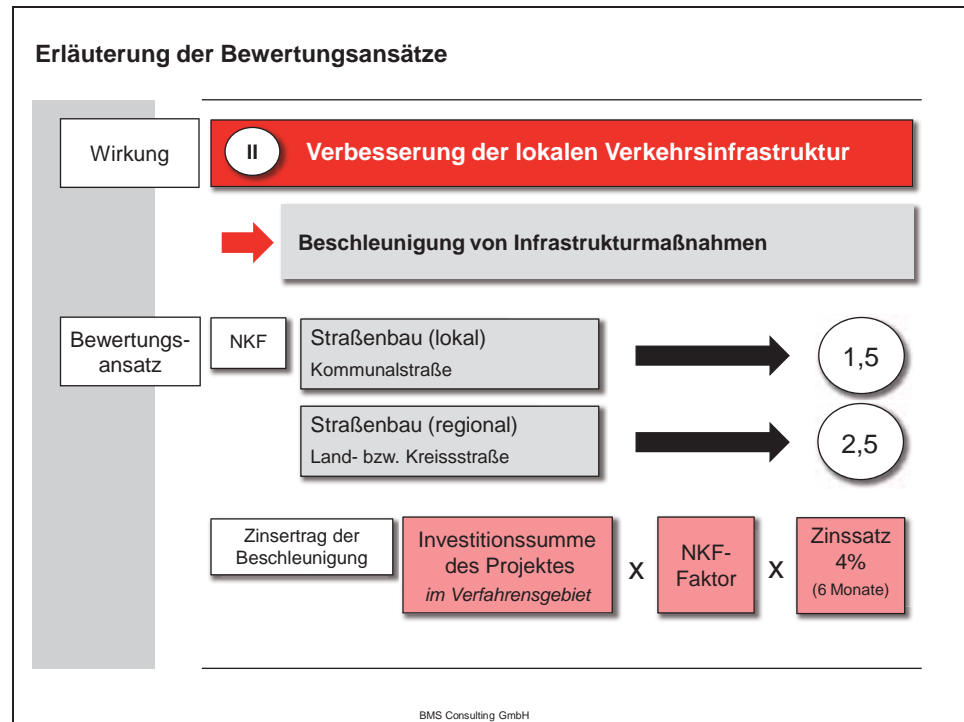 Erläuterung der Bewertungsansätze
Wirkung
II
Verbesserung der lokalen Verkehrsinfrastruktur
Beschleunigung von Infrastrukturmaßnahmen
Bewertungs-
ansatz
NKF
Straßenbau (lokal)
Kommunalstraße
1,5
Straßenbau (regional)
Land- bzw. Kreissstraße
2,5
Zinsertrag der
Beschleunigung
Investitionssumme
des Projektes
im Verfahrensgebiet
x
NKF-
Faktor
x
Zinssatz
4%
(6 Monate)
BMS Consulting GmbH